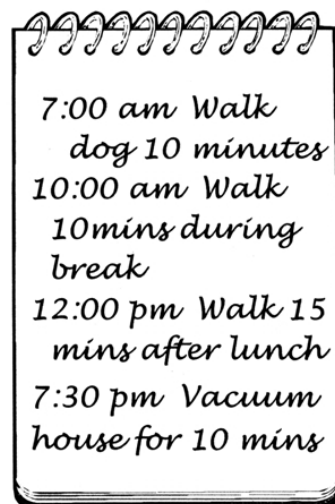 7:00 am Walk
dog 10 minutes
10:00 am Walk
10mins during
break
12:00 pm Walk 15
mins after lunch
7:30 pm Vacuum
house for 10 mins